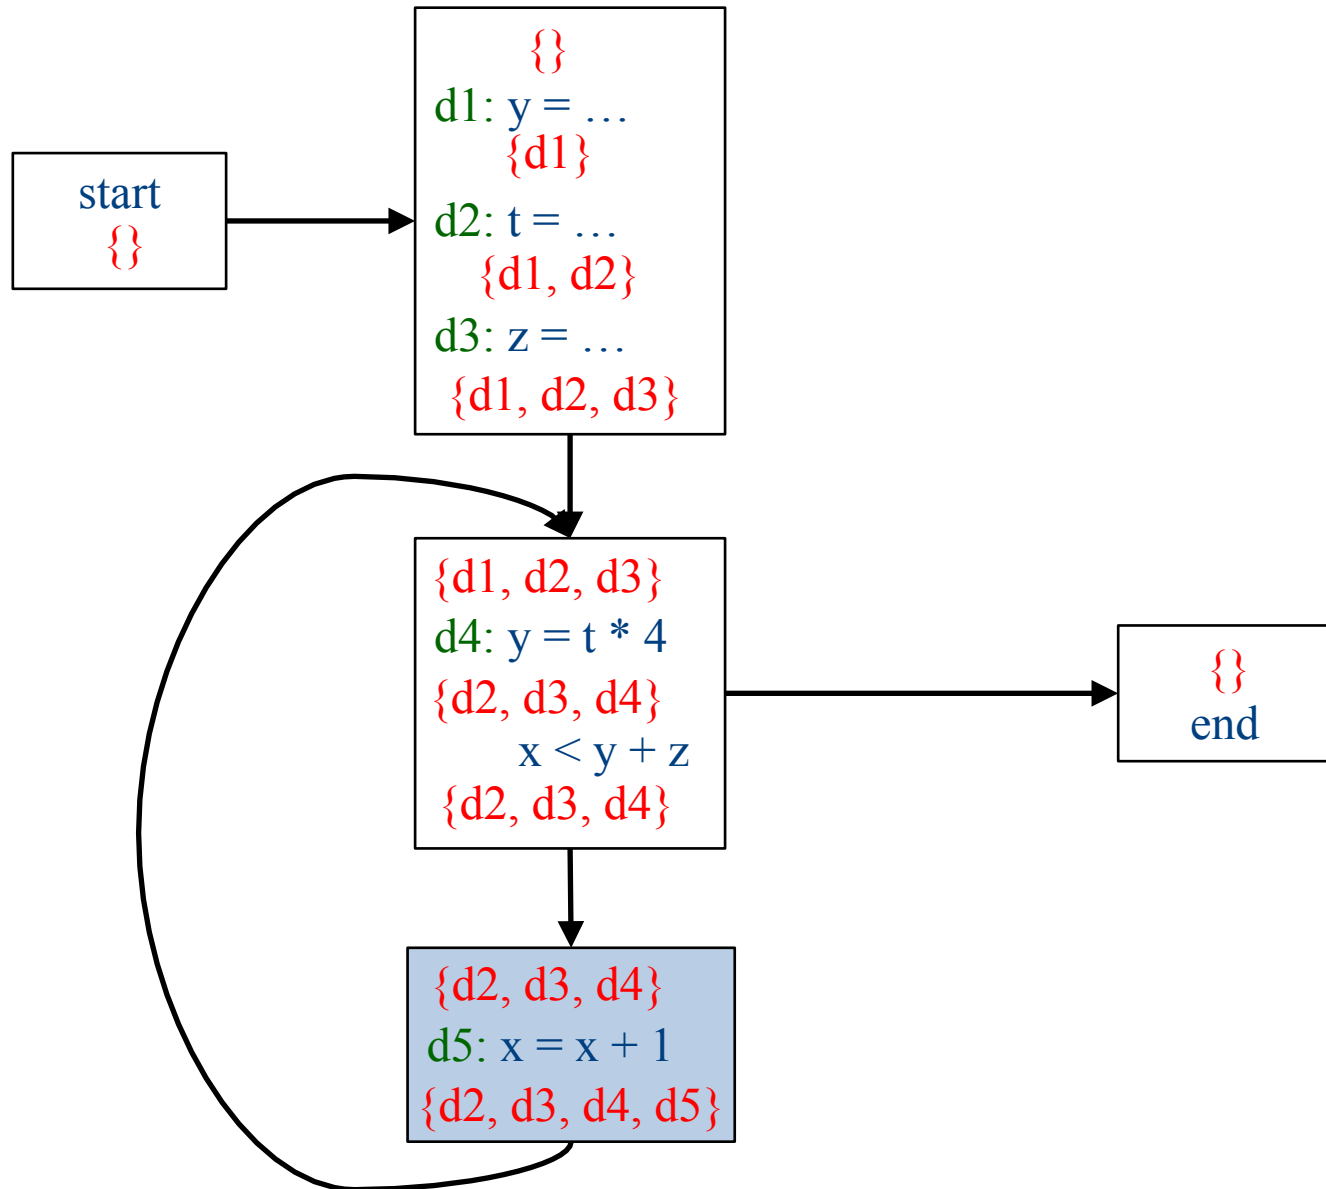 start
{}
{}
d1: y = …
{d1}
d2: t = …
{d1, d2}
d3: z = …
{d1, d2, d3}
{d1, d2, d3}
d4: y = t * 4
{d2, d3, d4}
x < y + z
{d2, d3, d4}
{}
end
{d2, d3, d4}
d5: x = x + 1
{d2, d3, d4, d5}